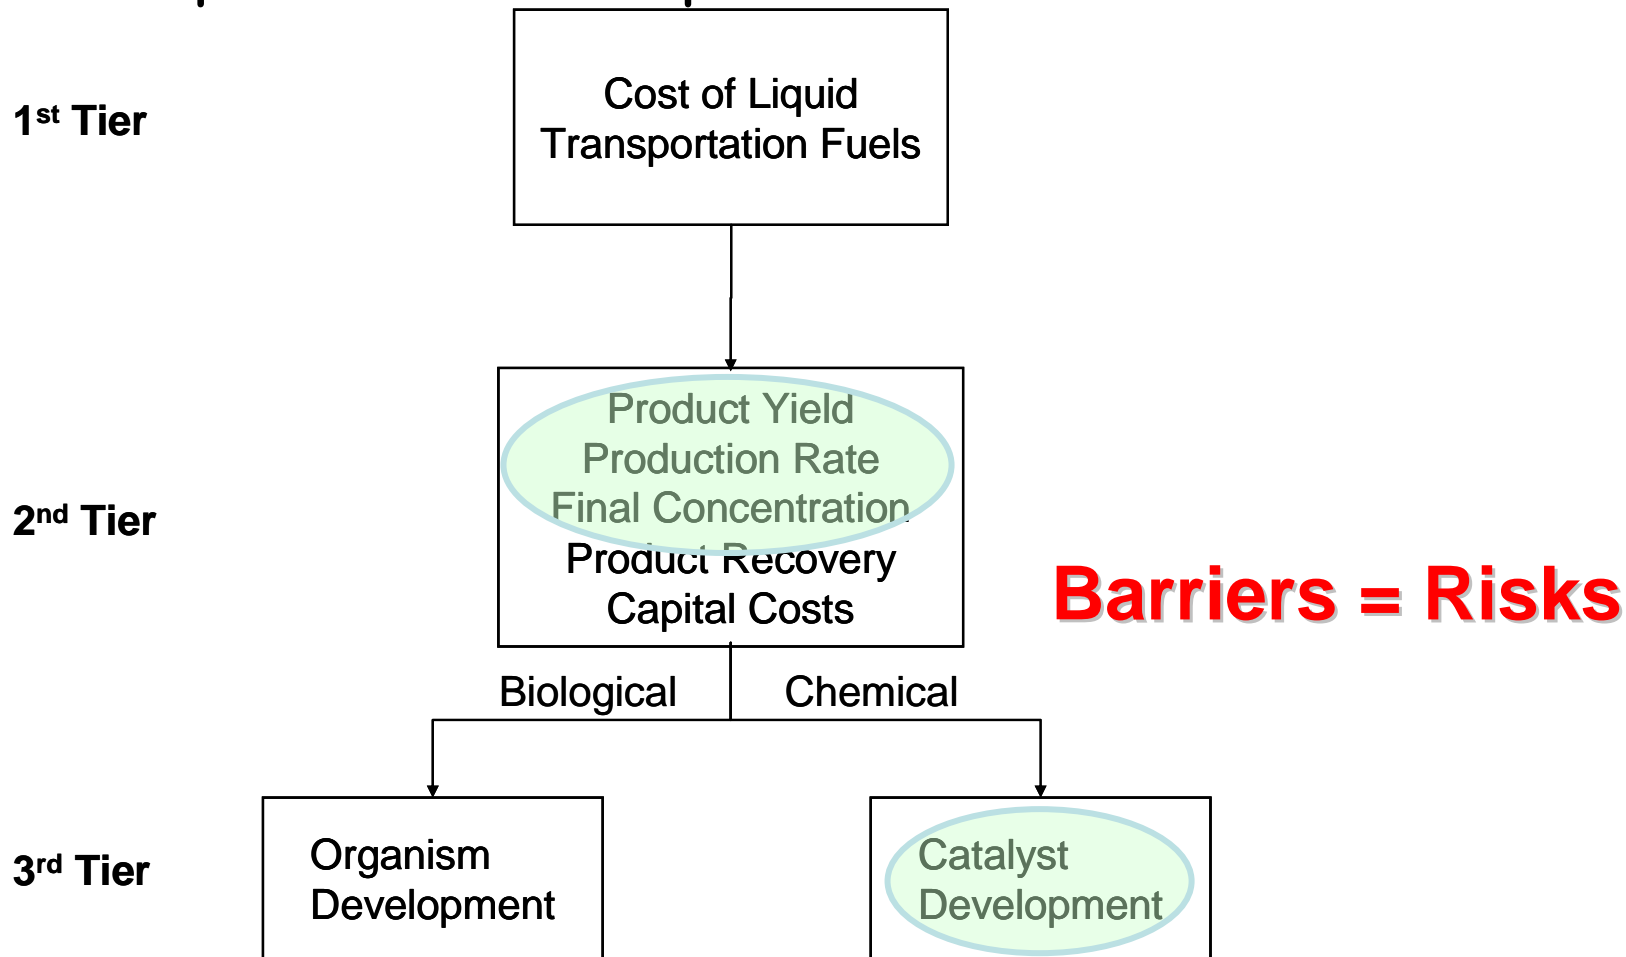 1st Tier
Cost of Liquid
Transportation Fuels
2nd Tier
Product Yield
Production Rate
Final Concentration
Product Recovery
Capital Costs
Barriers = Risks
Biological
Chemical
3rd Tier
Organism
Development
Catalyst
Development